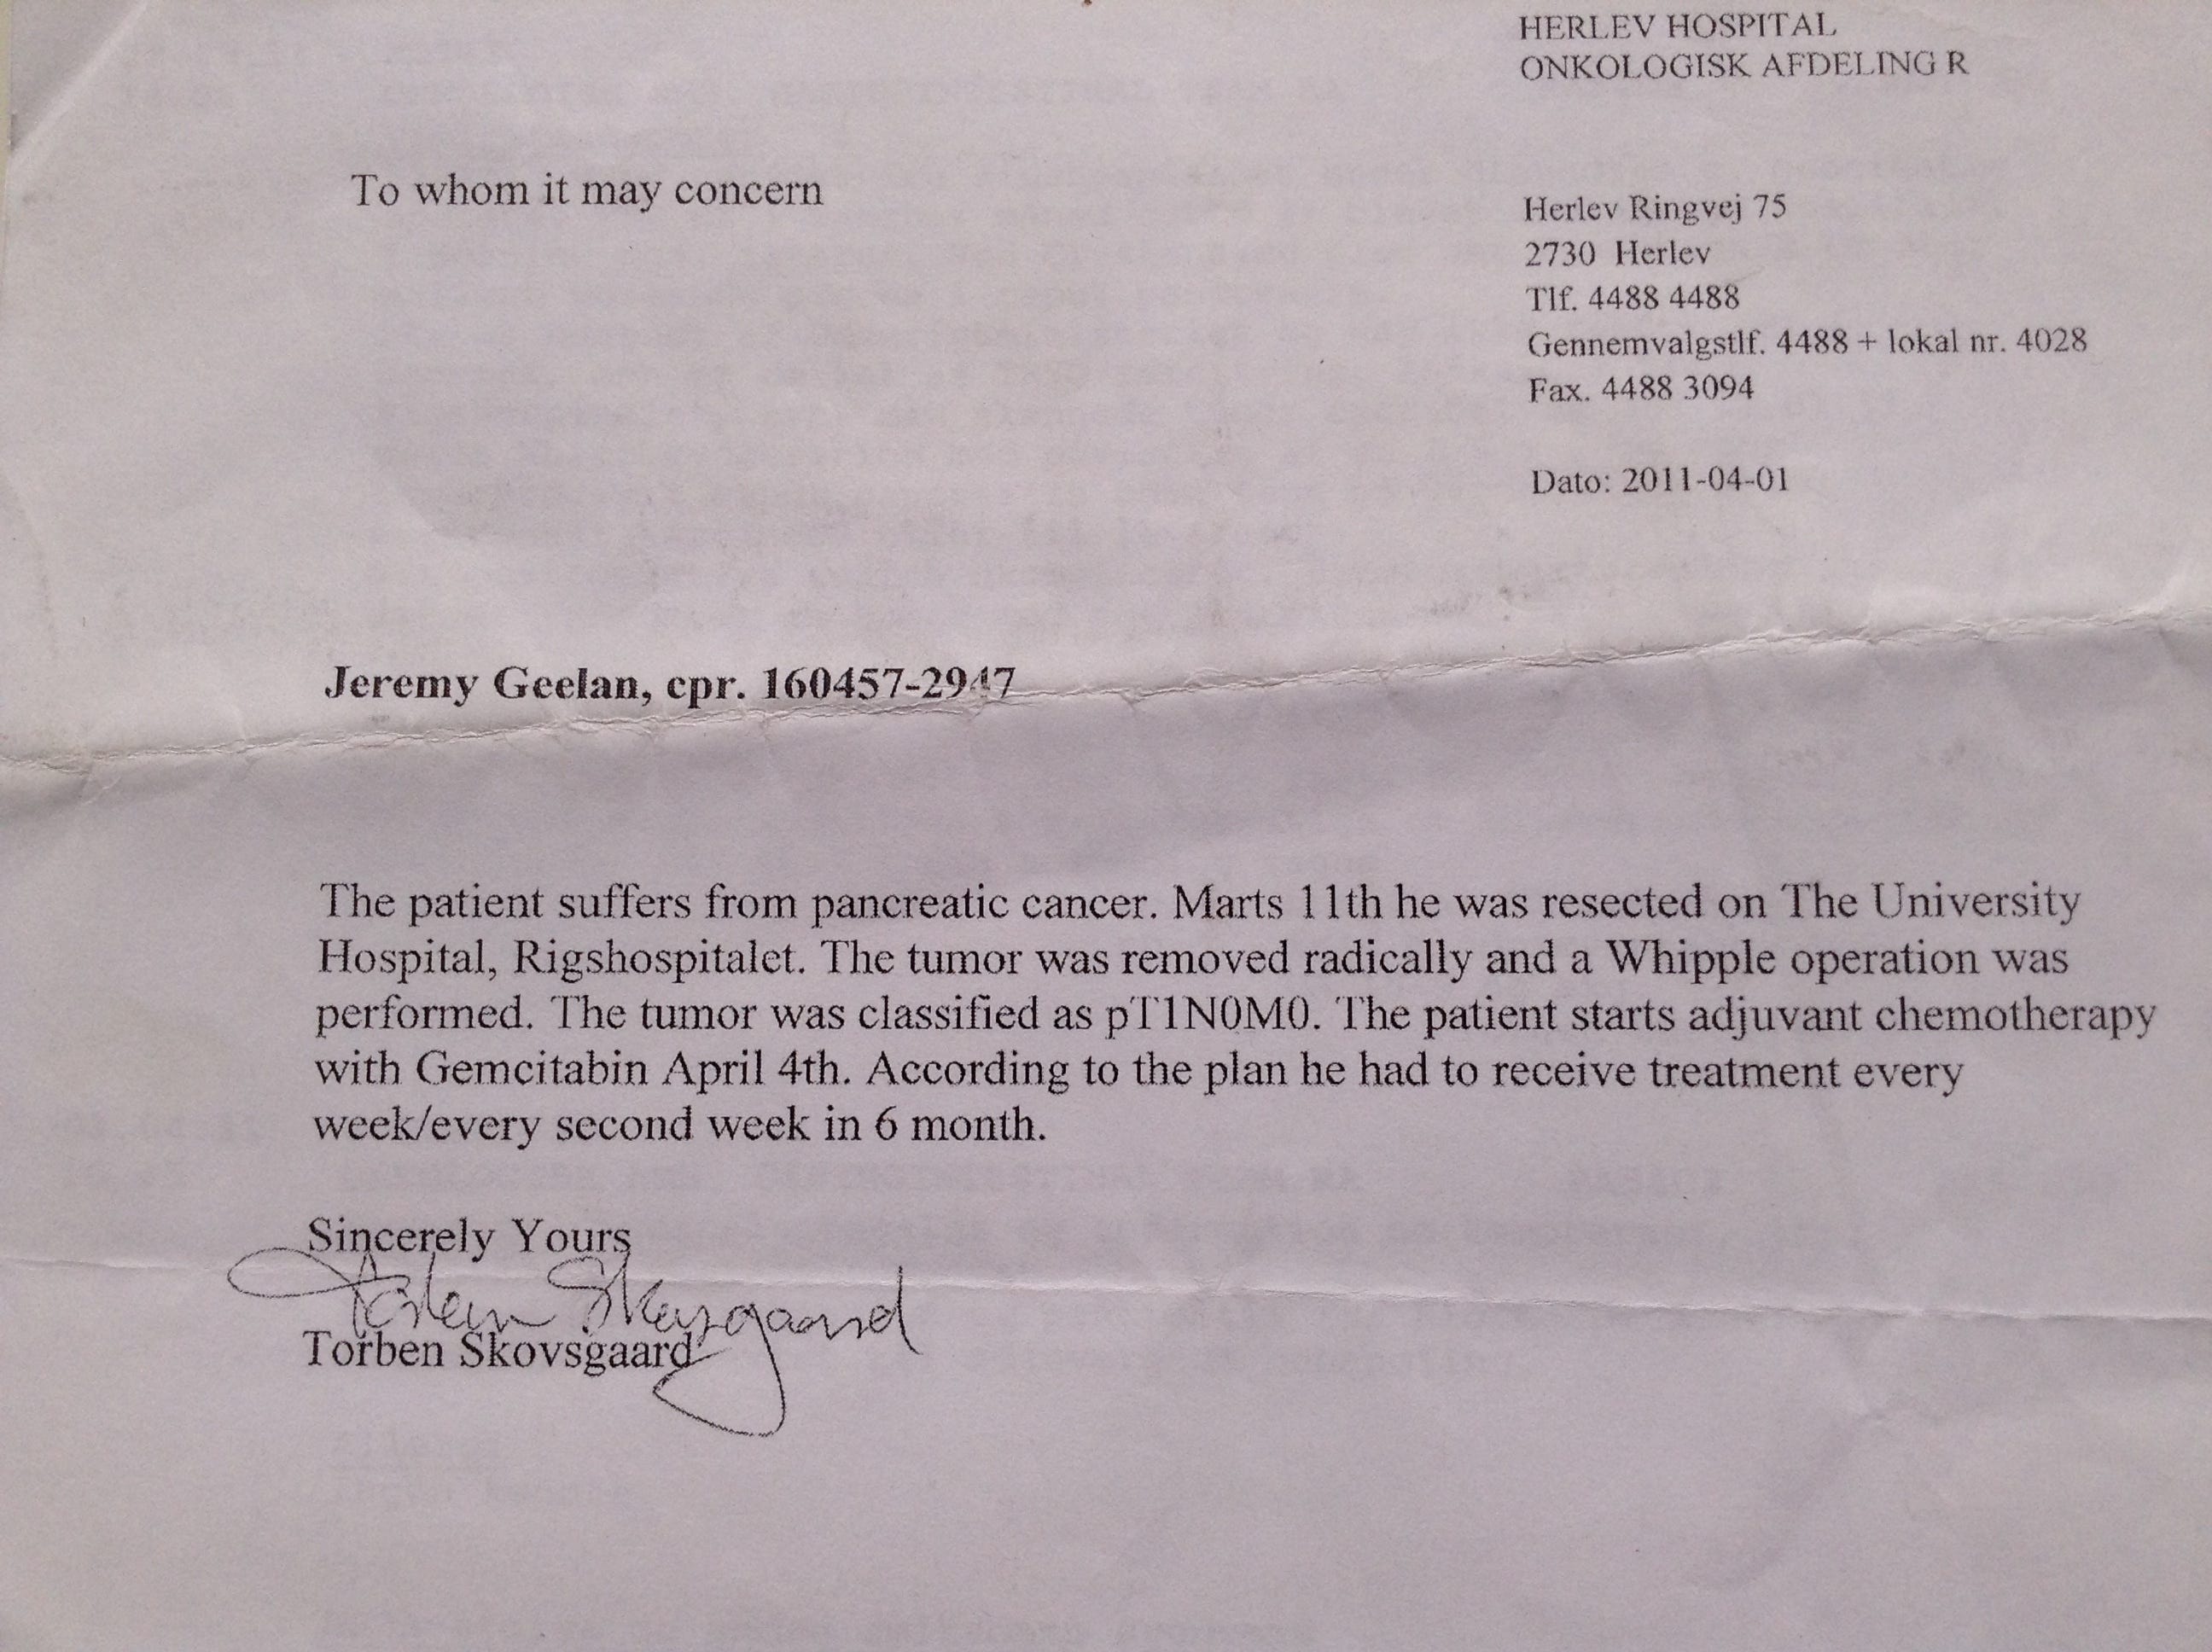 HERLEV HOSPITAL
ONKOLOGISK AFDELING R
To whom it may concern
Herlev Ringvej 75
2730 Herlev
Tlf. 4488 4488
Gennemvalgstlf. 4488 + lokal nr. 4028
Fax. 4488 3094
Dato: 2011-04-01
Jeremy Geelan, cpr. 160457-2947
The patient suffers from pancreatic cancer. Marts 11th he was resected on The University
Hospital, Rigshospitalet. The tumor was removed radically and a Whipple operation was
performed. The tumor was classified as pT1N0M0. The patient starts adjuvant chemotherapy
with Gemcitabin April 4th. According to the plan he had to receive treatment every
week/every second week in 6 month.
Sincerely Yours
Torben Skovsgaard
Torben Skovsgaard